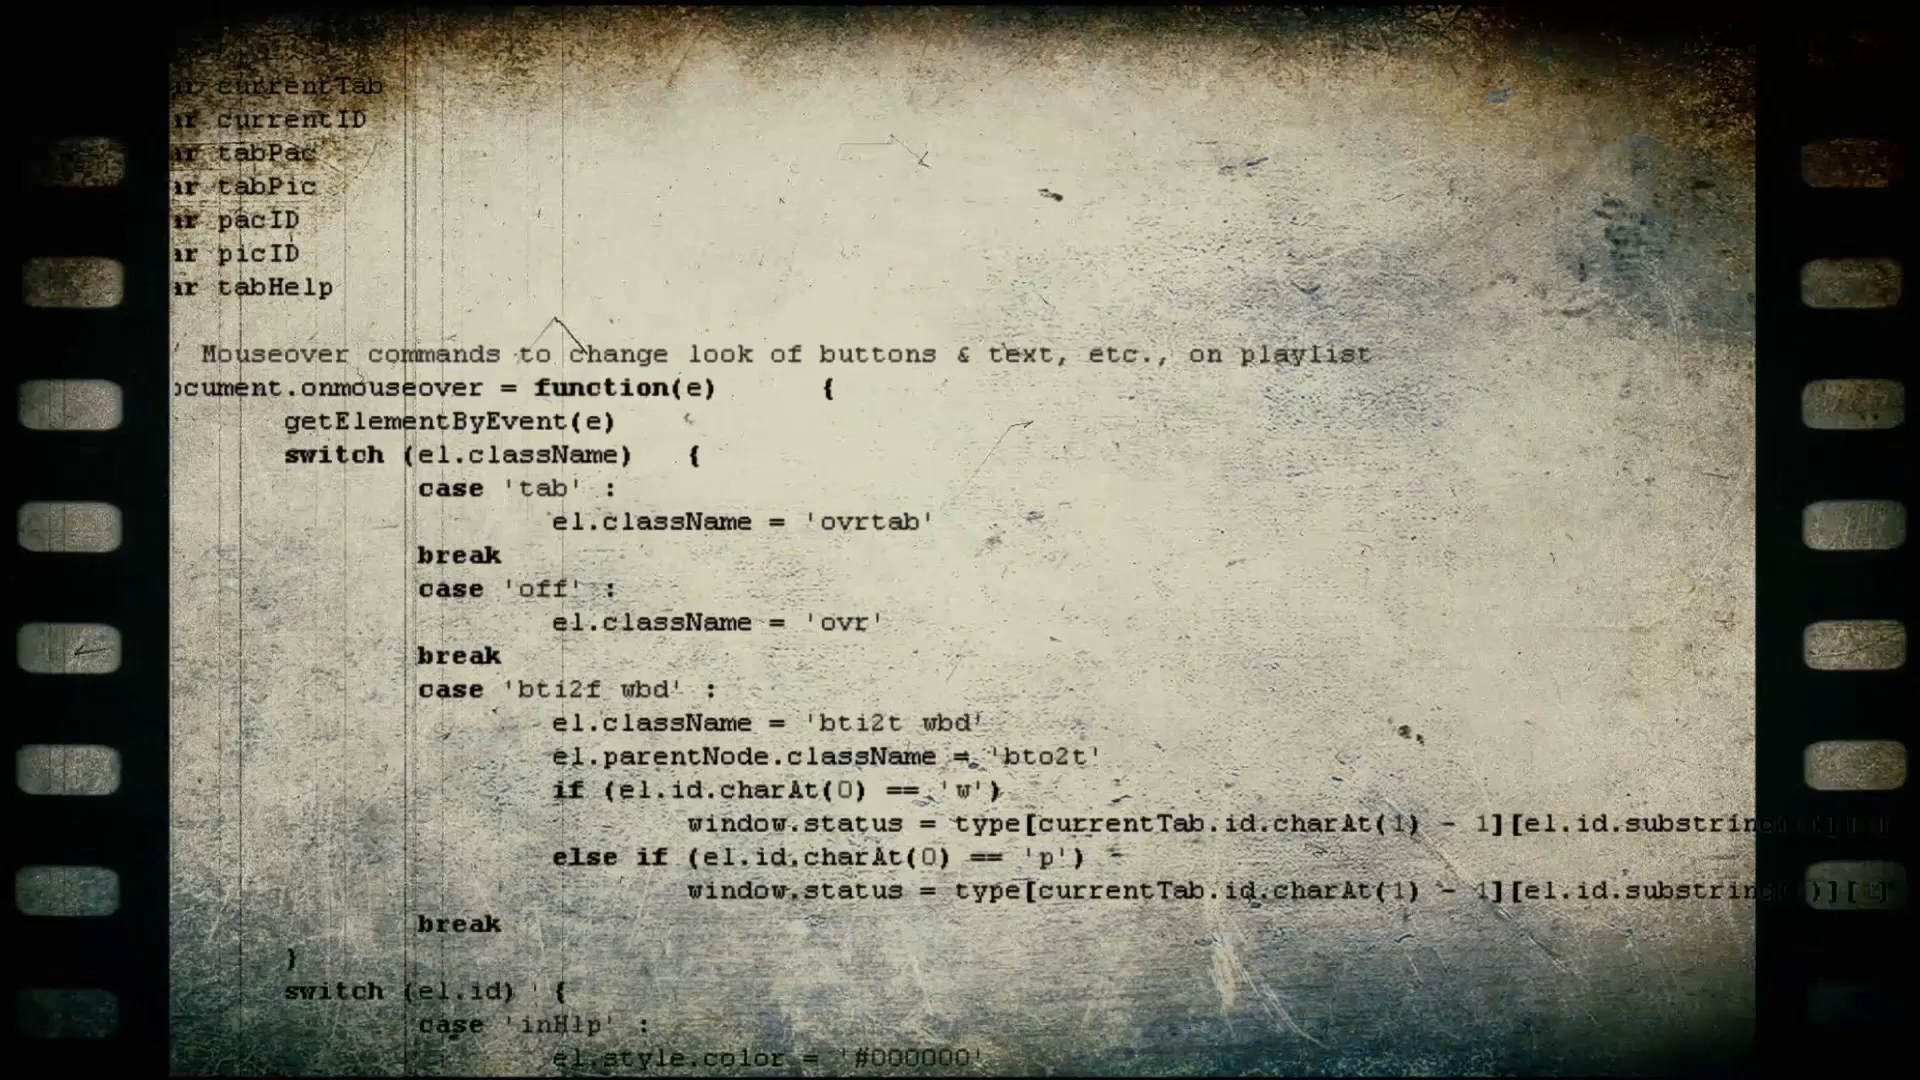 ar currentTab
ar currentID
ar tabPac
ar tabPic
ar pacID
ar picID
ar tabHelp
/ Mouseover commands to change look of buttons & text, etc., on playlist
ocument.onmouseover = function(e) {
getElementByEvent(e)
switch (el.className) {
case 'tab' :
el.className = 'ovrtab'
break
case 'off' :
el.className = 'ovr'
break
case 'bti2f wbd' :
el.className = 'bti2t wbd'
el.parentNode.className = 'bto2t'
if (el.id.charAt(0) == 'w')
window.status = type[currentTab.id.charAt(1) - 1][el.id.substring
else if (el.id.charAt(0) == 'p')
window.status = type[currentTab.id.charAt(1) - 1][el.id.substring
break
}
switch (el.id) {
case 'inHlp' :
el.style.color = '#000000'